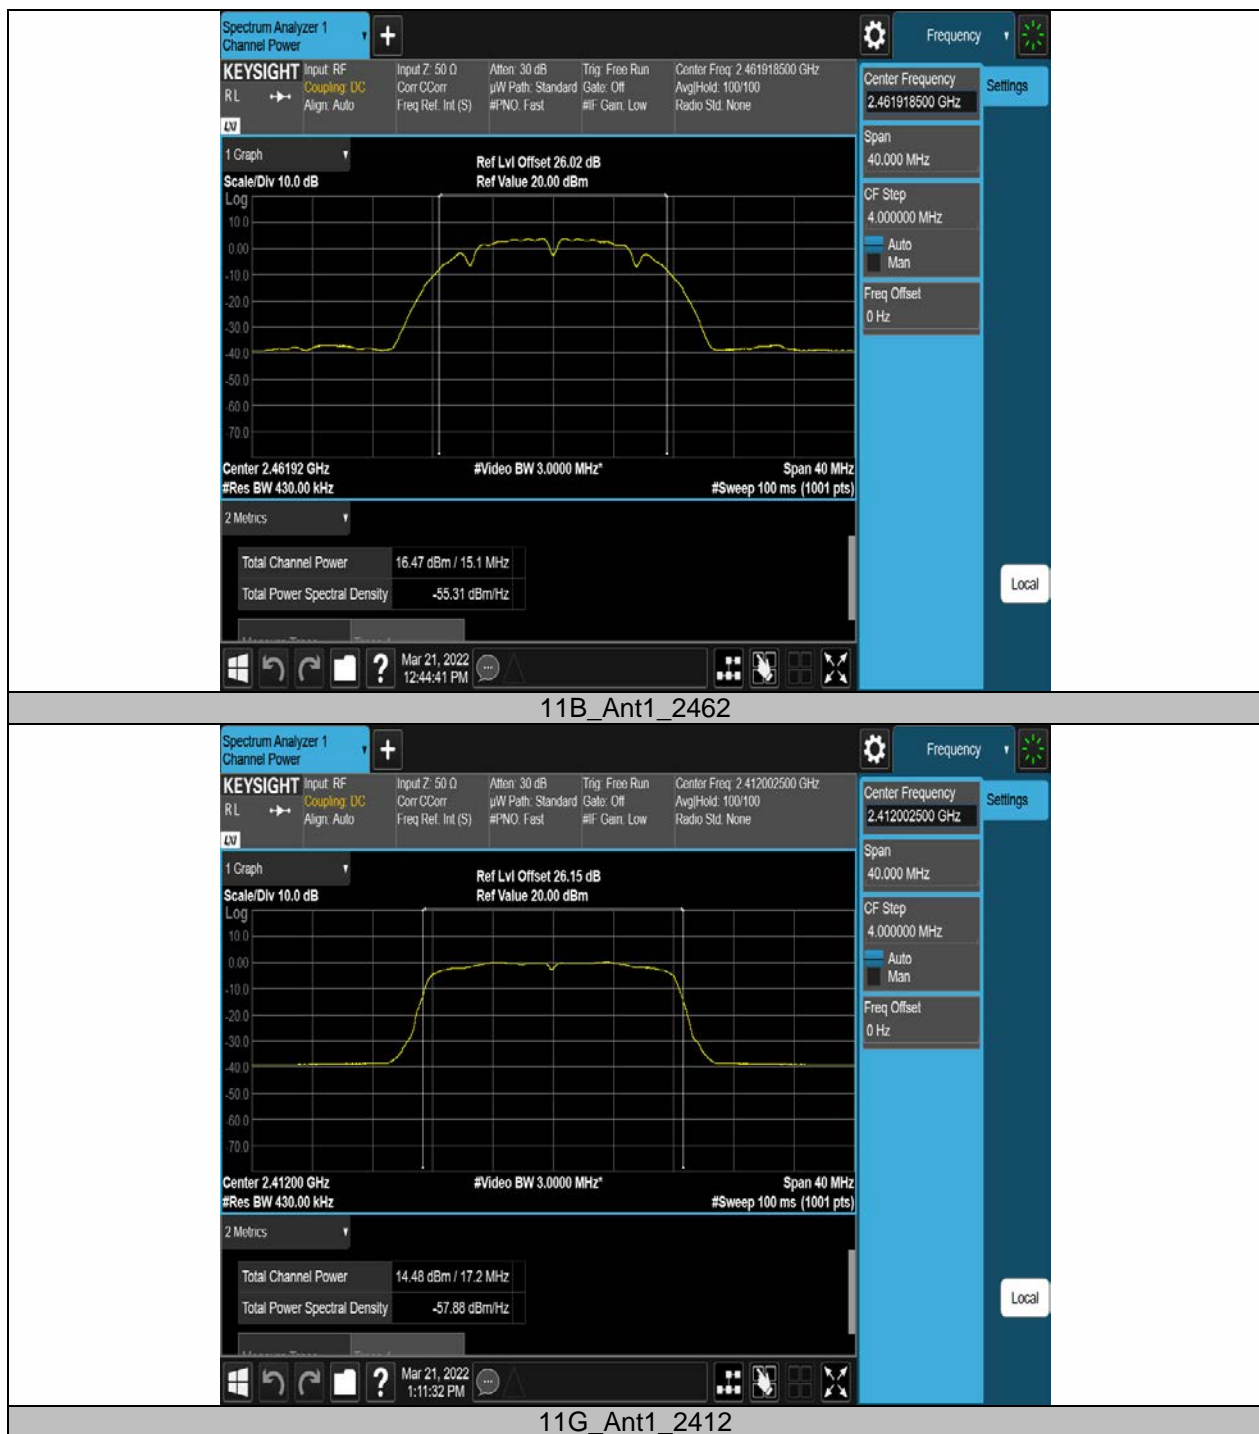 Spectrum Analyzer 1
Channel Power
+
Frequency
KEYSIGHT
RL
LXI
Input: RF
Coupling: DC
Align: Auto
Input Z: 50 Ω
Corr CCorr
Freq Ref: Int (S)
Atten: 30 dB
µW Path: Standard
#PNO: Fast
Trig: Free Run
Gate: Off
#IF Gain: Low
Center Freq: 2.461918500 GHz
Avg|Hold: 100/100
Radio Std: None
Center Frequency
2.461918500 GHz
Settings
Span
40.000 MHz
CF Step
4.000000 MHz
Auto
Man
Freq Offset
0 Hz
Local
1 Graph
Scale/Div 10.0 dB
Ref Lvl Offset 26.02 dB
Ref Value 20.00 dBm
Log
10.0
0.00
-10.0
-20.0
-30.0
-40.0
-50.0
-60.0
-70.0
Center 2.46192 GHz
#Video BW 3.0000 MHz*
Span 40 MHz
#Res BW 430.00 kHz
#Sweep 100 ms (1001 pts)
2 Metrics
Total Channel Power 16.47 dBm / 15.1 MHz
Total Power Spectral Density -55.31 dBm/Hz
?
Mar 21, 2022
12:44:41 PM
11B_Ant1_2462
Spectrum Analyzer 1
Channel Power
+
Frequency
KEYSIGHT
RL
LXI
Input: RF
Coupling: DC
Align: Auto
Input Z: 50 Ω
Corr CCorr
Freq Ref: Int (S)
Atten: 30 dB
µW Path: Standard
#PNO: Fast
Trig: Free Run
Gate: Off
#IF Gain: Low
Center Freq: 2.412002500 GHz
Avg|Hold: 100/100
Radio Std: None
Center Frequency
2.412002500 GHz
Settings
Span
40.000 MHz
CF Step
4.000000 MHz
Auto
Man
Freq Offset
0 Hz
Local
1 Graph
Scale/Div 10.0 dB
Ref Lvl Offset 26.15 dB
Ref Value 20.00 dBm
Log
10.0
0.00
-10.0
-20.0
-30.0
-40.0
-50.0
-60.0
-70.0
Center 2.41200 GHz
#Video BW 3.0000 MHz*
Span 40 MHz
#Res BW 430.00 kHz
#Sweep 100 ms (1001 pts)
2 Metrics
Total Channel Power 14.48 dBm / 17.2 MHz
Total Power Spectral Density -57.88 dBm/Hz
?
Mar 21, 2022
1:11:32 PM
11G_Ant1_2412